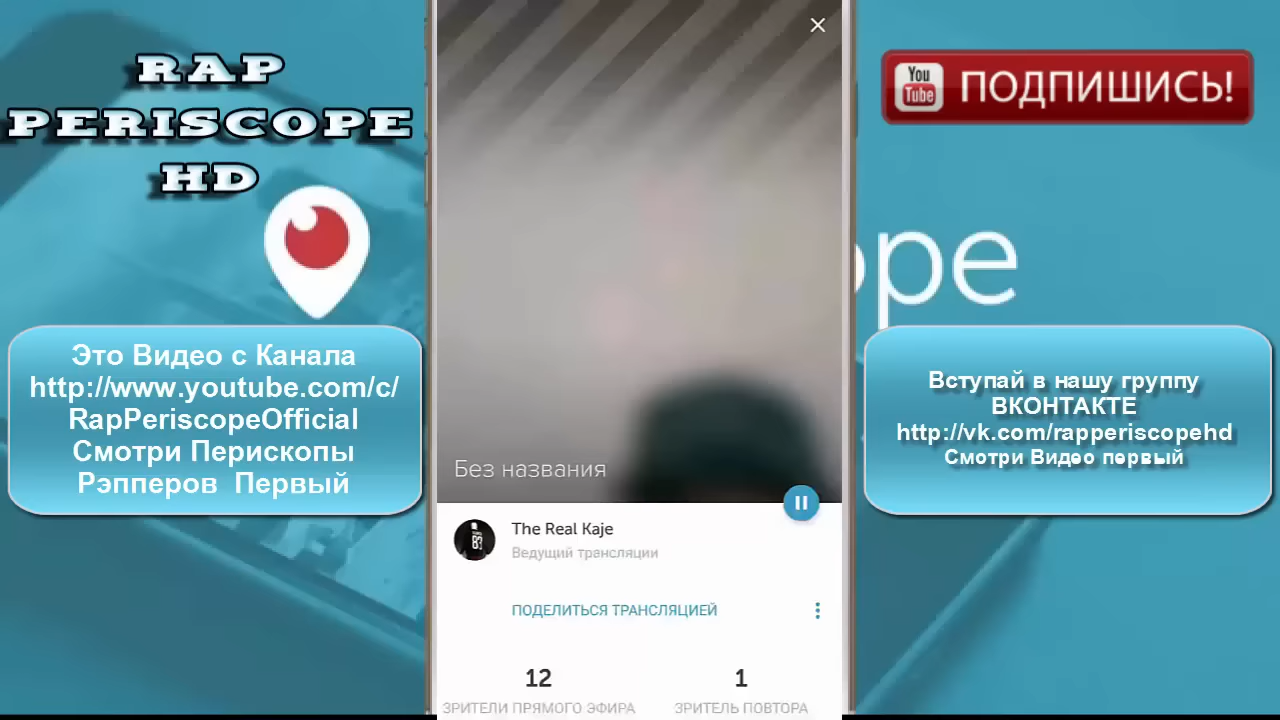 RAP
PERISCOPE
HD
Это Видео с Канала
http://www.youtube.com/c/
RapPeriscopeOfficial
Смотри Перископы
Рэпперов Первый
Без названия
The Real Kaje
Ведущий трансляции
ПОДЕЛИТЬСЯ ТРАНСЛЯЦИЕЙ
12
ЗРИТЕЛИ ПРЯМОГО ЭФИРА
1
ЗРИТЕЛЬ ПОВТОРА
You
Tube
ПОДПИШИСЬ!
ope
Вступай в нашу группу
ВКОНТАКТЕ
http://vk.com/rapperiscopehd
Смотри Видео первый